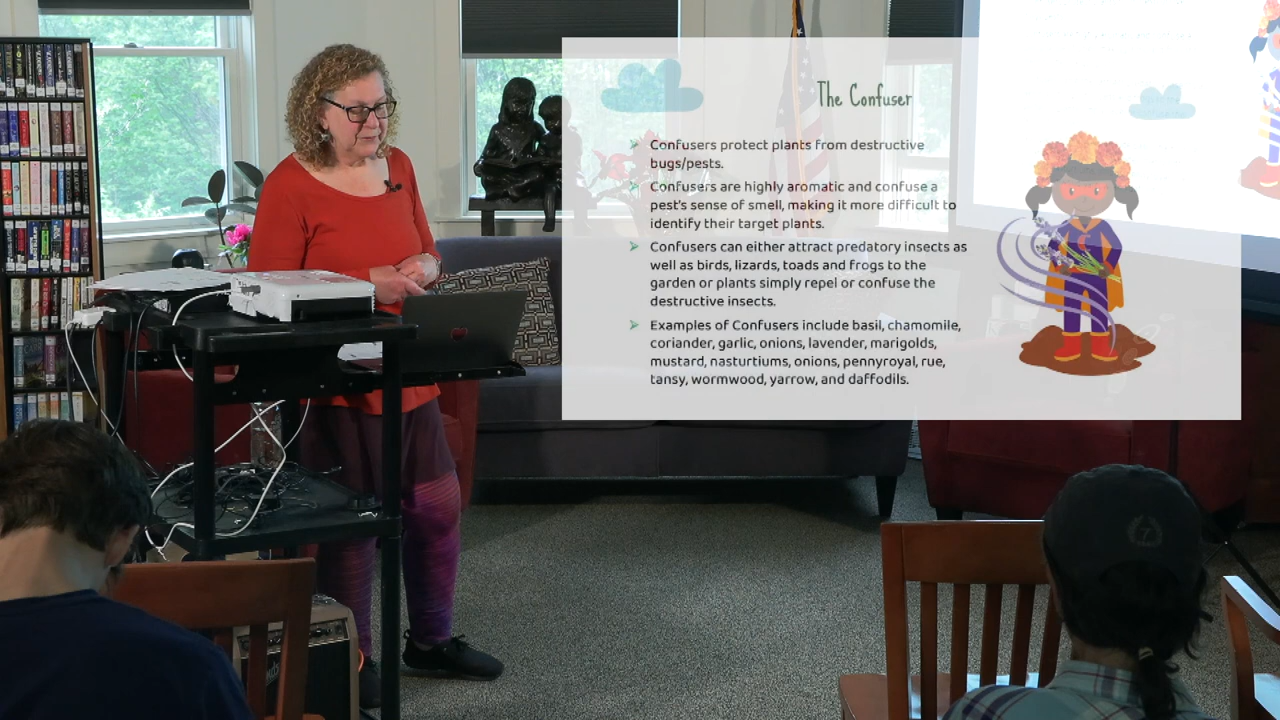 The Confuser
Confusers protect plants from destructive
bugs/pests.
Confusers are highly aromatic and confuse a
pest's sense of smell, making it more difficult to
identify their target plants.
Confusers can either attract predatory insects as
well as birds, lizards, toads and frogs to the
garden or plants simply repel or confuse the
destructive insects.
Examples of Confusers include basil, chamomile,
coriander, garlic, onions, lavender, marigolds,
mustard, nasturtiums, onions, pennyroyal, rue,
tansy, wormwood, yarrow, and daffodils.